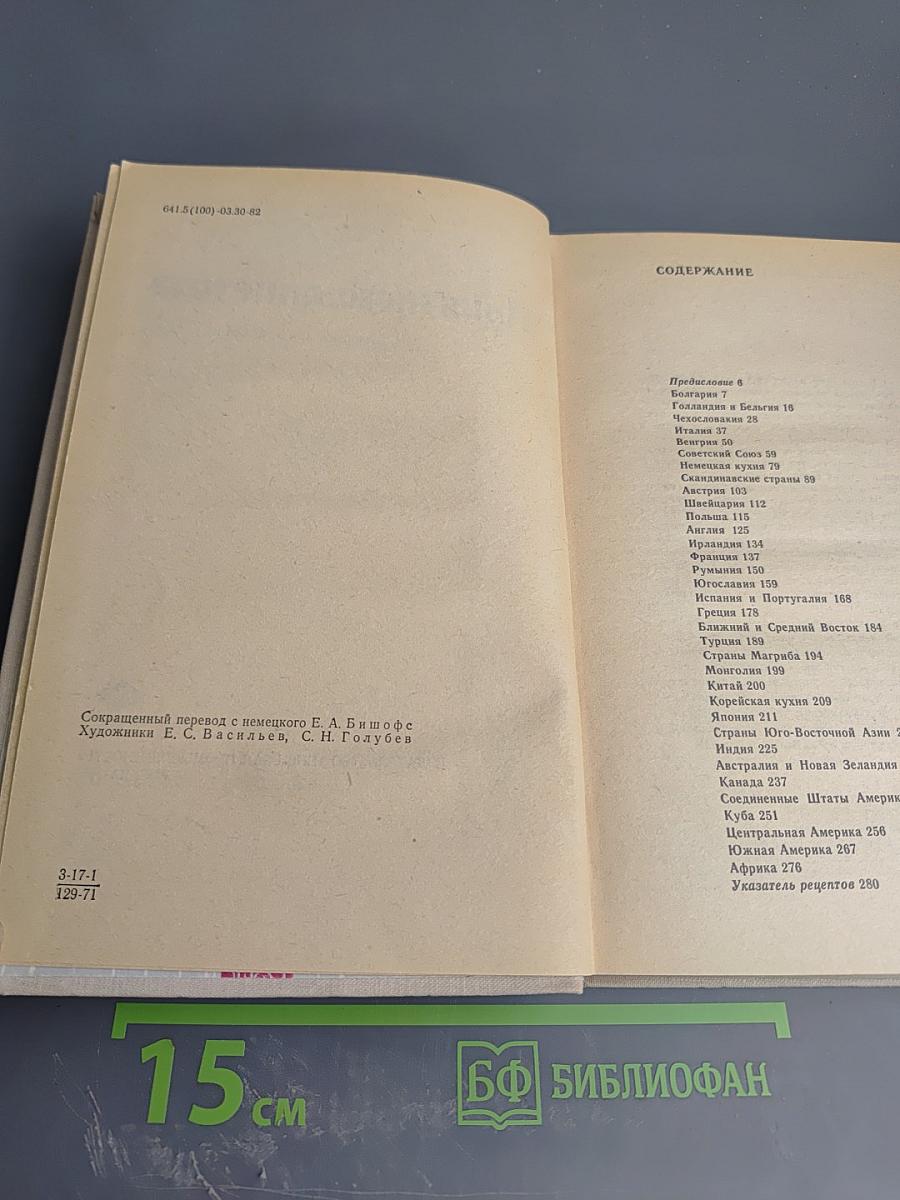 641.5(100)-03.30-82
Сокращенный перевод с немецкого Е. А. Бишофс
Художники Е. С. Васильев, С. Н. Голубев
3-17-1
129-71
СОДЕРЖАНИЕ
Предисловие 6
Болгария 7
Голландия и Бельгия 16
Чехословакия 28
Италия 37
Венгрия 50
Советский Союз 59
Немецкая кухня 79
Скандинавские страны 89
Австрия 103
Швейцария 112
Польша 115
Англия 125
Ирландия 134
Франция 137
Румыния 150
Югославия 159
Испания и Португалия 168
Греция 178
Ближний и Средний Восток 184
Турция 189
Страны Магриба 194
Монголия 199
Китай 200
Корейская кухня 209
Япония 211
Страны Юго-Восточной Азии
Индия 225
Австралия и Новая Зеландия
Канада 237
Соединенные Штаты Америк
Куба 251
Центральная Америка 256
Южная Америка 267
Африка 276
Указатель рецептов 280
15 см
БФ БИБЛИОФАН